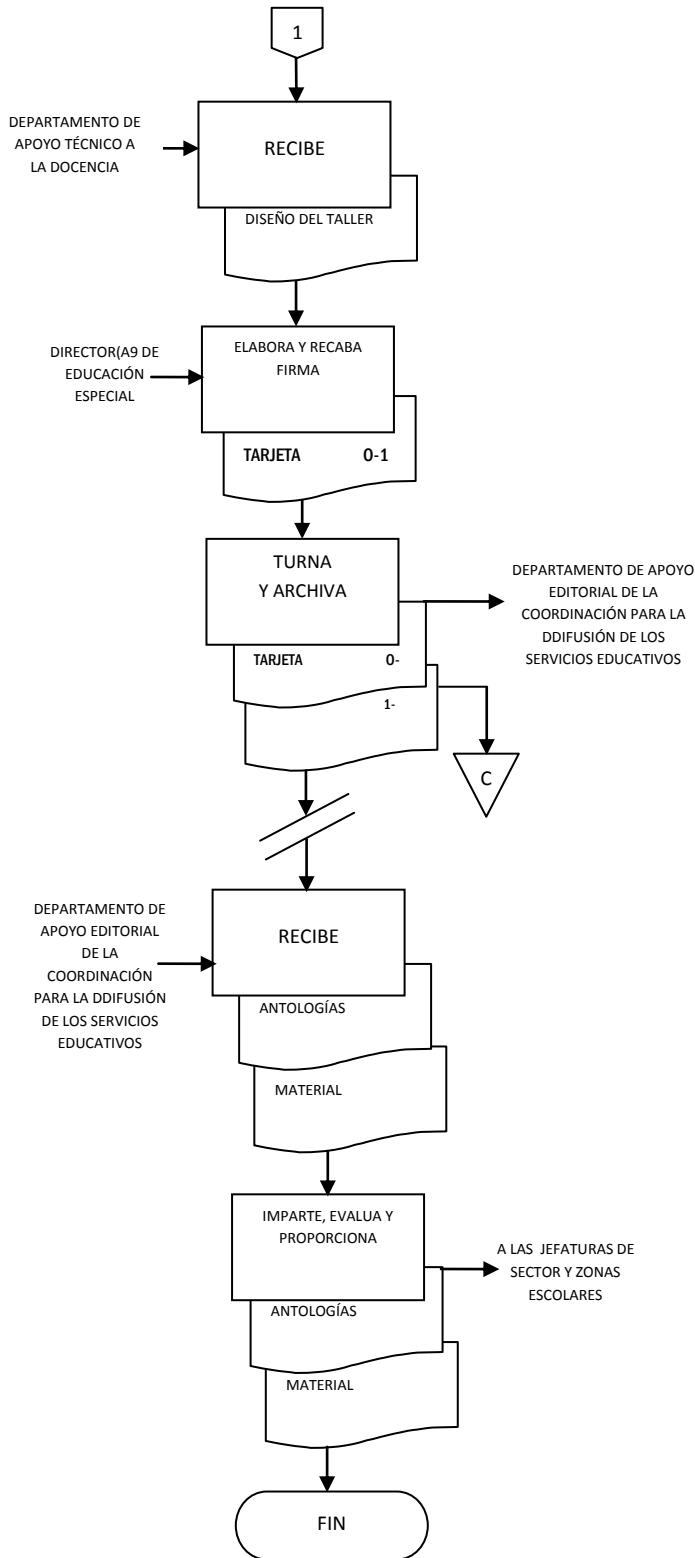 1
DEPARTAMENTO DE
APOYO TÉCNICO A
LA DOCENCIA
RECIBE
DISEÑO DEL TALLER
DIRECTOR(A9 DE
EDUCACIÓN
ESPECIAL
ELABORA Y RECABA
FIRMA
TARJETA 0-1
TURNA
Y ARCHIVA
DEPARTAMENTO DE APOYO
EDITORIAL DE LA
COORDINACIÓN PARA LA
DDIFUSIÓN DE LOS
SERVICIOS EDUCATIVOS
TARJETA 0-
1-
C
DEPARTAMENTO DE
APOYO EDITORIAL
DE LA
COORDINACIÓN
PARA LA DDIFUSIÓN
DE LOS SERVICIOS
EDUCATIVOS
RECIBE
ANTOLOGÍAS
MATERIAL
IMPARTE, EVALUA Y
PROPORCIONA
A LAS JEFATURAS DE
SECTOR Y ZONAS
ESCOLARES
ANTOLOGÍAS
MATERIAL
FIN